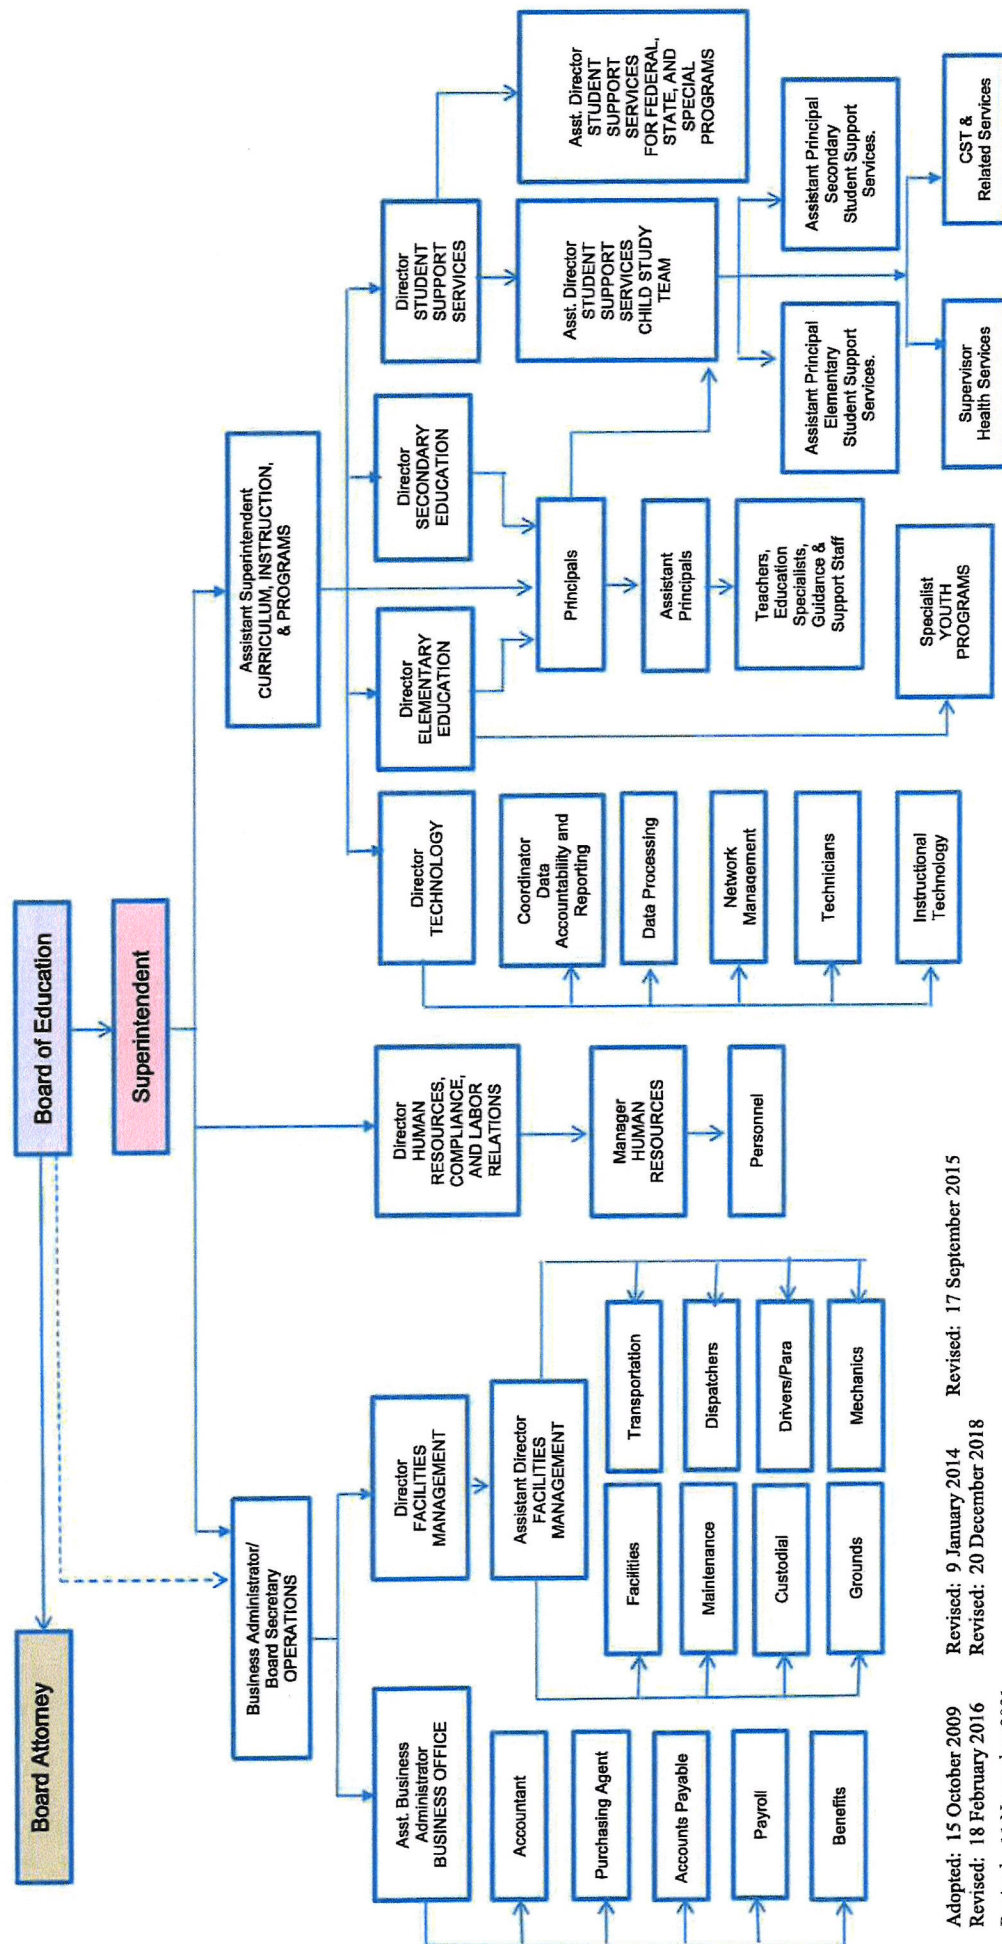 Board of Education
Board Attorney
Superintendent
Business Administrator/
Board Secretary
OPERATIONS
Assistant Superintendent
CURRICULUM, INSTRUCTION,
& PROGRAMS
Asst. Business
Administrator
BUSINESS OFFICE
Director
FACILITIES
MANAGEMENT
Director
HUMAN
RESOURCES,
COMPLIANCE,
AND LABOR
RELATIONS
Director
TECHNOLOGY
Director
ELEMENTARY
EDUCATION
Director
SECONDARY
EDUCATION
Director
STUDENT
SUPPORT
SERVICES
Accountant
Purchasing Agent
Accounts Payable
Payroll
Benefits
Assistant Director
FACILITIES
MANAGEMENT
Facilities
Maintenance
Custodial
Grounds
Transportation
Dispatchers
Drivers/Para
Mechanics
Manager
HUMAN
RESOURCES
Personnel
Coordinator
Data
Accountability and
Reporting
Data Processing
Network
Management
Technicians
Instructional
Technology
Principals
Assistant
Principals
Teachers,
Education
Specialists,
Guidance &
Support Staff
Specialist
YOUTH
PROGRAMS
Asst. Director
STUDENT
SUPPORT
SERVICES
CHILD STUDY
TEAM
Asst. Director
STUDENT
SUPPORT
SERVICES
FOR FEDERAL,
STATE, AND
SPECIAL
PROGRAMS
Assistant Principal
Elementary
Student Support
Services.
Assistant Principal
Secondary
Student Support
Services.
Supervisor
Health Services
CST &
Related Services
Adopted: 15 October 2009 Revised: 9 January 2014 Revised: 17 September 2015
Revised: 18 February 2016 Revised: 20 December 2018